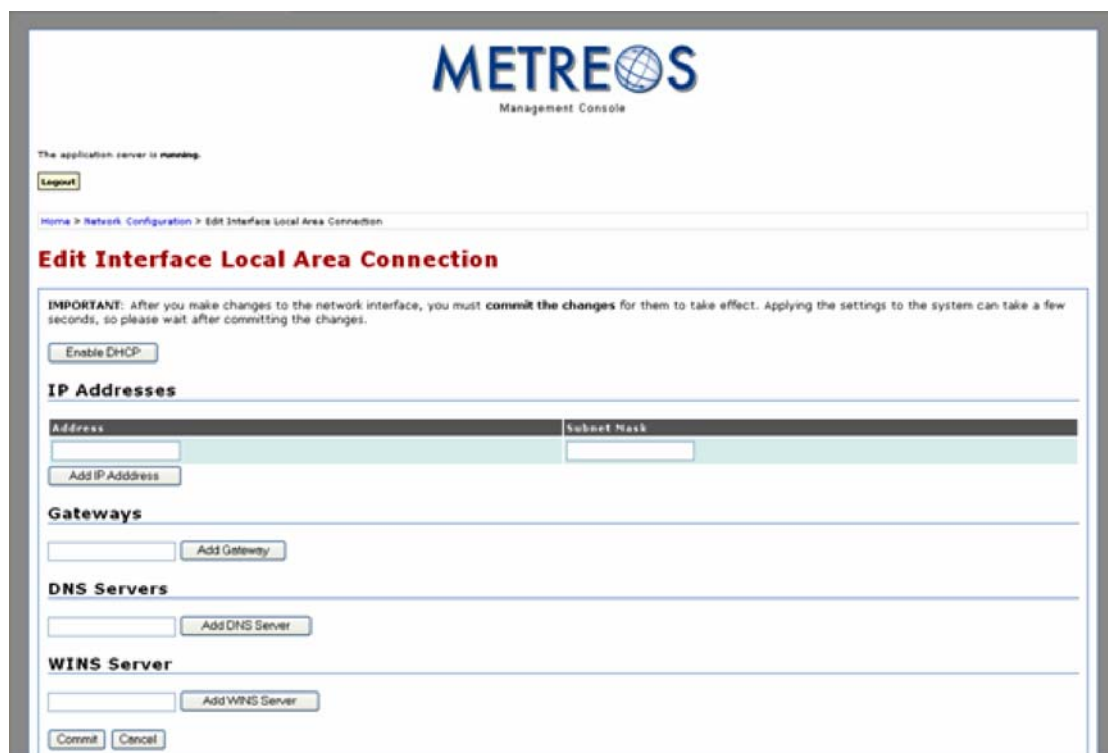 METREOS
Management Console
The application server is running.
Logout
Home > Network Configuration > Edit Interface Local Area Connection
Edit Interface Local Area Connection
IMPORTANT: After you make changes to the network interface, you must commit the changes for them to take effect. Applying the settings to the system can take a few
seconds, so please wait after committing the changes.
Enable DHCP
IP Addresses
Address Subnet Mask
Add IP Adddress
Gateways
Add Gateway
DNS Servers
Add DNS Server
WINS Server
Add WINS Server
Commit Cancel